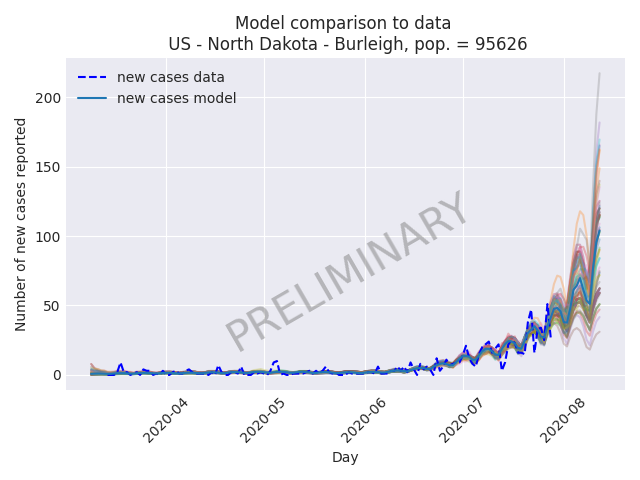 Model comparison to data
US - North Dakota - Burleigh, pop. = 95626
new cases data
new cases model
PRELIMINARY
Number of new cases reported
200
150
100
50
0
2020-04
2020-05
2020-06
2020-07
2020-08
Day